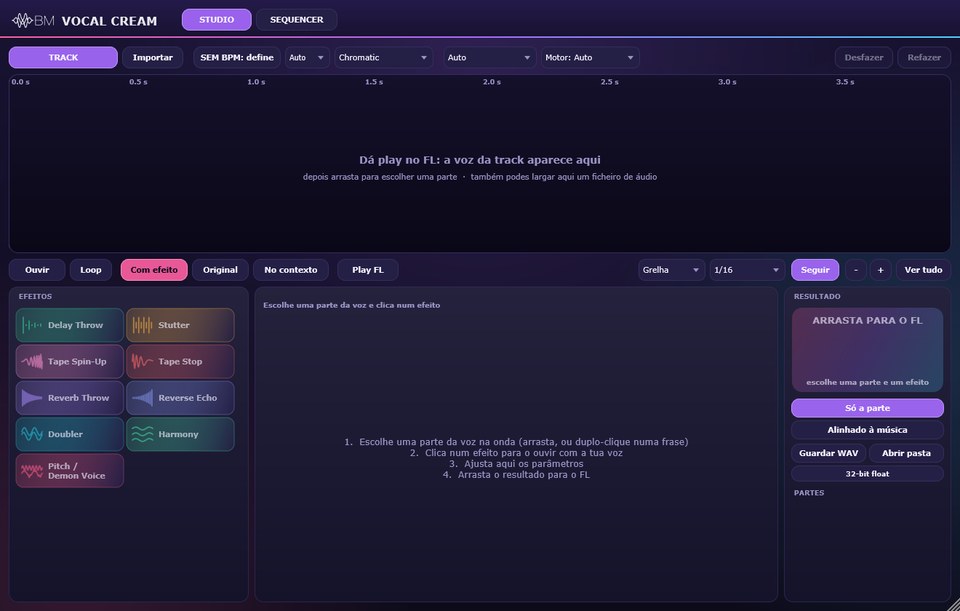 BM VOCAL CREAM STUDIO SEQUENCER
TRACK Importar SEM BPM: define Auto Chromatic Auto Motor: Auto Desfazer Refazer
0.0 s 0.5 s 1.0 s 1.5 s 2.0 s 2.5 s 3.0 s 3.5 s
Dá play no FL: a voz da track aparece aqui
depois arrasta para escolher uma parte · também podes largar aqui um ficheiro de áudio
Ouvir Loop Com efeito Original No contexto Play FL Grelha 1/16 Seguir - + Ver tudo
EFEITOS
Delay Throw Stutter
Tape Spin-Up Tape Stop
Reverb Throw Reverse Echo
Doubler Harmony
Pitch /
Demon Voice
Escolhe uma parte da voz e clica num efeito
1. Escolhe uma parte da voz na onda (arrasta, ou duplo-clique numa frase)
2. Clica num efeito para o ouvir com a tua voz
3. Ajusta aqui os parâmetros
4. Arrasta o resultado para o FL
RESULTADO
ARRASTA PARA O FL
escolhe uma parte e um efeito
Só a parte
Alinhado à música
Guardar WAV Abrir pasta
32-bit float
PARTES